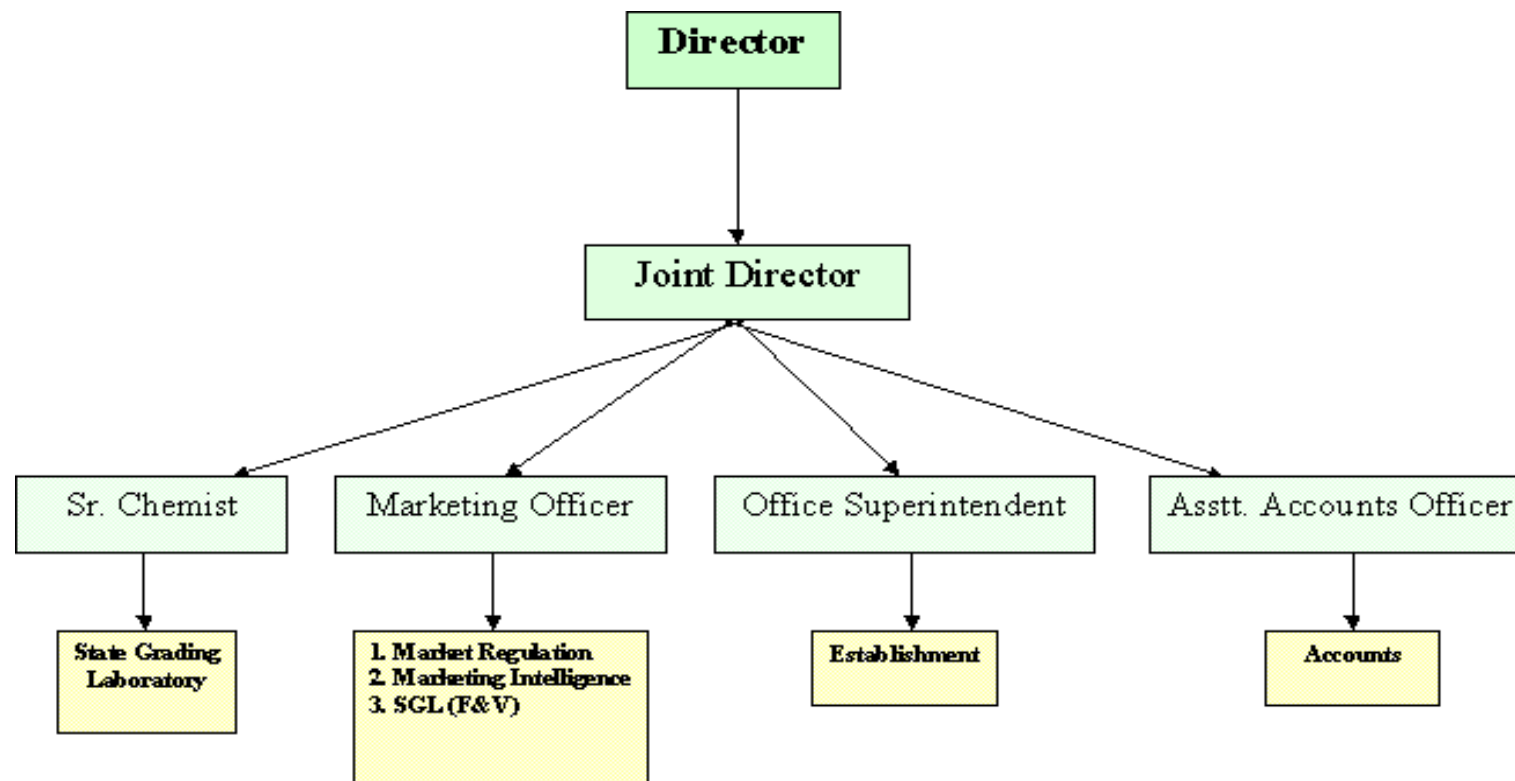 Director
Joint Director
Sr. Chemist
Marketing Officer
Office Superintendent
Asstt. Accounts Officer
State Grading
Laboratory
1. Market Regulation
2. Marketing Intelligence
3. SGL (F&V)
Establishment
Accounts